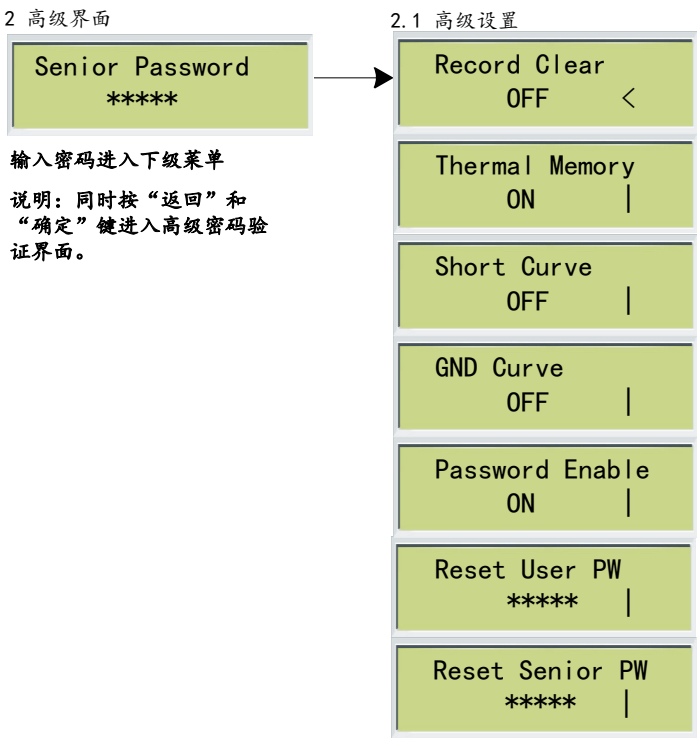 2 高级界面
Senior Password
*****
输入密码进入下级菜单
说明：同时按“返回”和
“确定”键进入高级密码验
证界面。
2.1 高级设置
Record Clear
OFF <
Thermal Memory
ON |
Short Curve
OFF |
GND Curve
OFF |
Password Enable
ON |
Reset User PW
***** |
Reset Senior PW
***** |